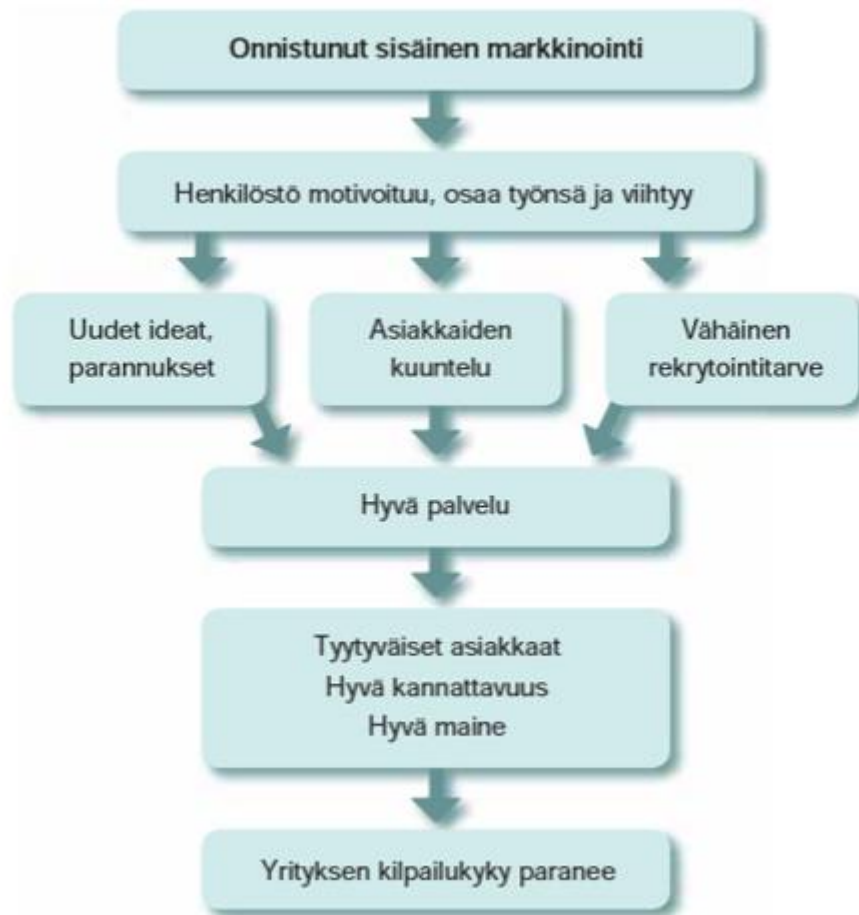 Onnistunut sisäinen markkinointi
Henkilöstö motivoituu, osaa työnsä ja viihtyy
Uudet ideat,
parannukset
Asiakkaiden
kuuntelu
Vähäinen
rekrytointitarve
Hyvä palvelu
Tyytyväiset asiakkaat
Hyvä kannattavuus
Hyvä maine
Yrityksen kilpailukyky paranee